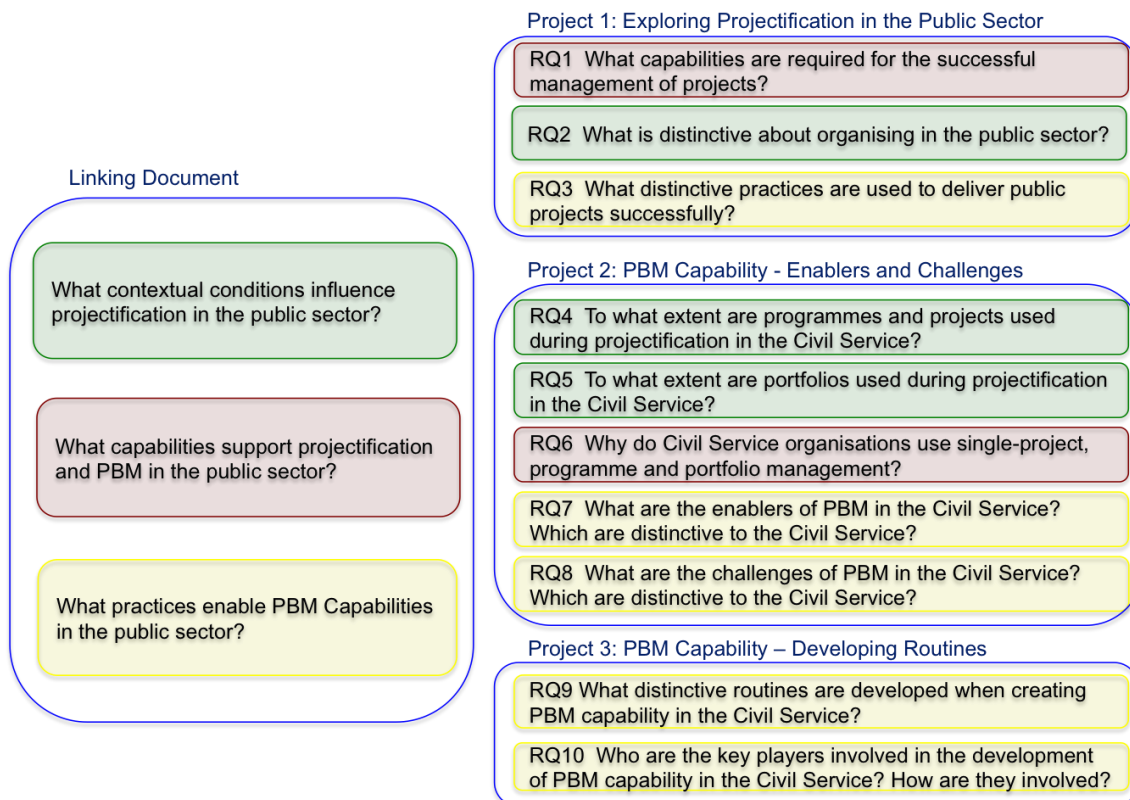 Linking Document
What contextual conditions influence
projectification in the public sector?
What capabilities support projectification
and PBM in the public sector?
What practices enable PBM Capabilities
in the public sector?
Project 1: Exploring Projectification in the Public Sector
RQ1 What capabilities are required for the successful
management of projects?
RQ2 What is distinctive about organising in the public sector?
RQ3 What distinctive practices are used to deliver public
projects successfully?
Project 2: PBM Capability - Enablers and Challenges
RQ4 To what extent are programmes and projects used
during projectification in the Civil Service?
RQ5 To what extent are portfolios used during projectification
in the Civil Service?
RQ6 Why do Civil Service organisations use single-project,
programme and portfolio management?
RQ7 What are the enablers of PBM in the Civil Service?
Which are distinctive to the Civil Service?
RQ8 What are the challenges of PBM in the Civil Service?
Which are distinctive to the Civil Service?
Project 3: PBM Capability – Developing Routines
RQ9 What distinctive routines are developed when creating
PBM capability in the Civil Service?
RQ10 Who are the key players involved in the development
of PBM capability in the Civil Service? How are they involved?